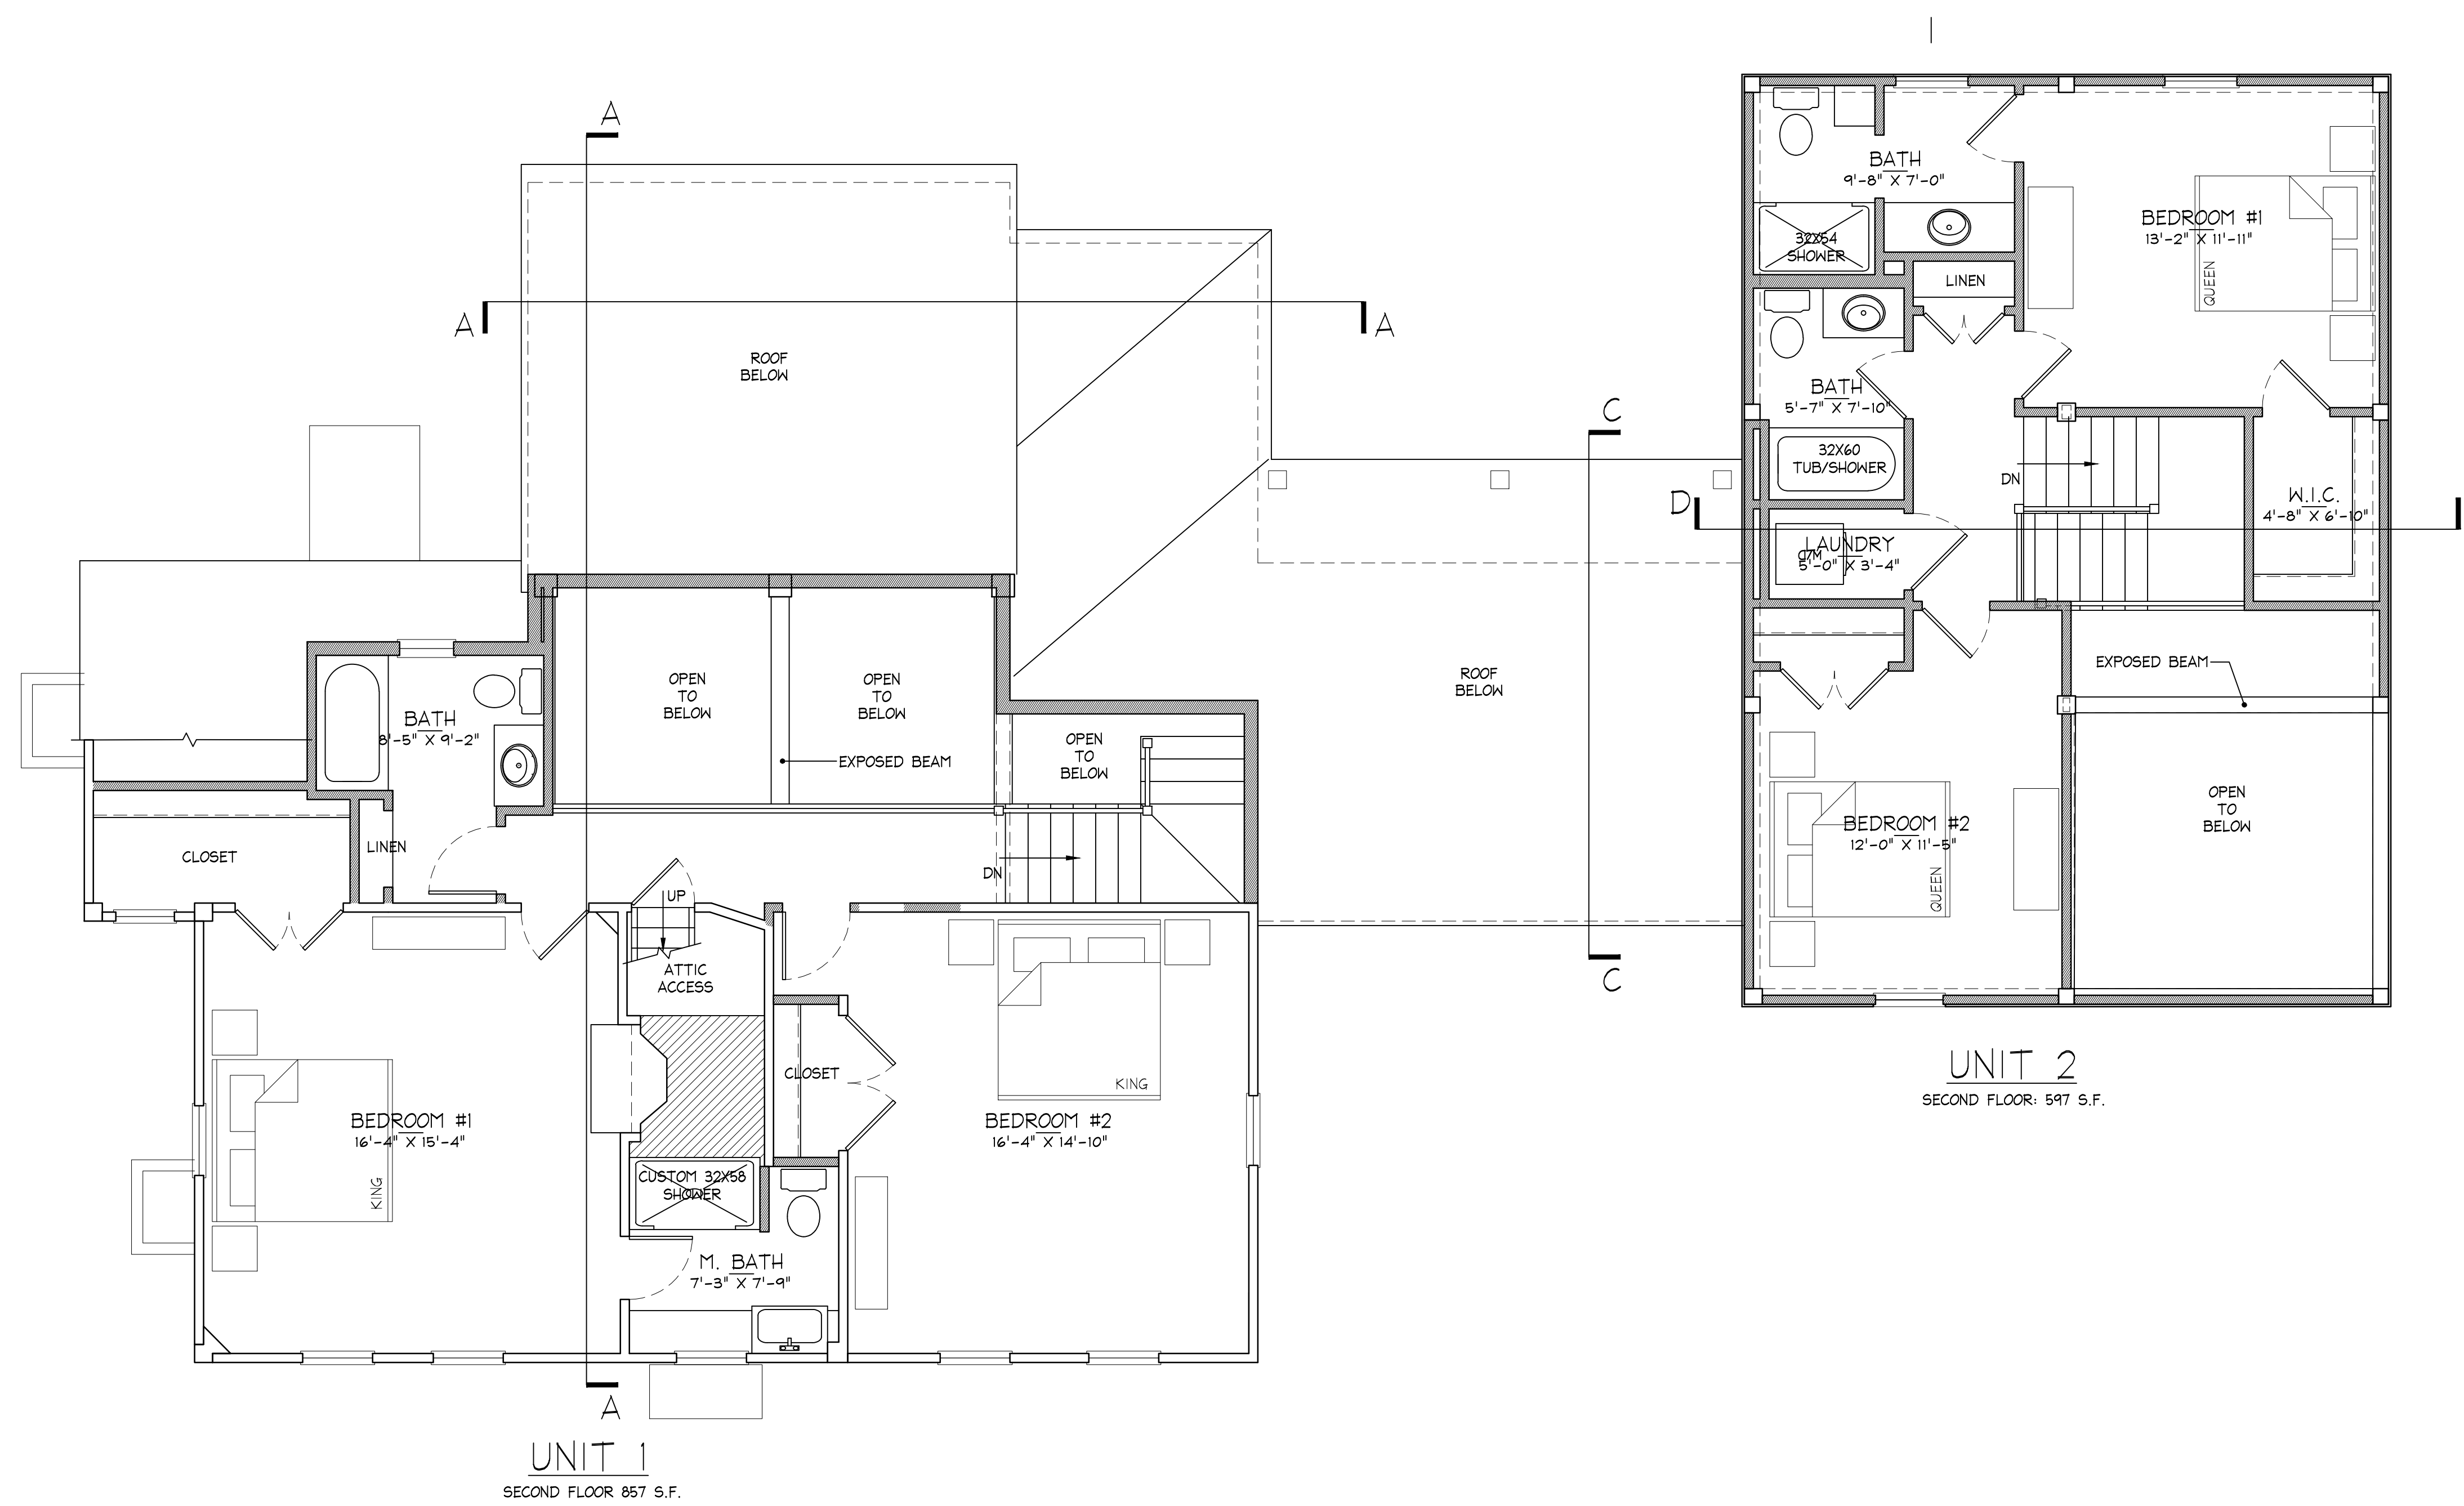 A
A
A
ROOF
BELOW
C
OPEN
TO
BELOW
OPEN
TO
BELOW
OPEN
TO
BELOW
EXPOSED BEAM
ROOF
BELOW
BATH
8'-5" X 9'-2"
LINEN
CLOSET
DN
UP
ATTIC
ACCESS
C
CLOSET
KING
BEDROOM #1
16'-4" X 15'-4"
KING
BEDROOM #2
16'-4" X 14'-10"
CUSTOM 32X58
SHOWER
M. BATH
7'-3" X 7'-9"
A
UNIT 1
SECOND FLOOR 857 S.F.
BATH
9'-8" X 7'-0"
32X54
SHOWER
LINEN
BEDROOM #1
13'-2" X 11'-11"
QUEEN
BATH
5'-7" X 7'-10"
32X60
TUB/SHOWER
DN
D
W.I.C.
4'-8" X 6'-10"
LAUNDRY
5'-0" X 3'-4"
EXPOSED BEAM
BEDROOM #2
12'-0" X 11'-5"
QUEEN
OPEN
TO
BELOW
UNIT 2
SECOND FLOOR: 597 S.F.